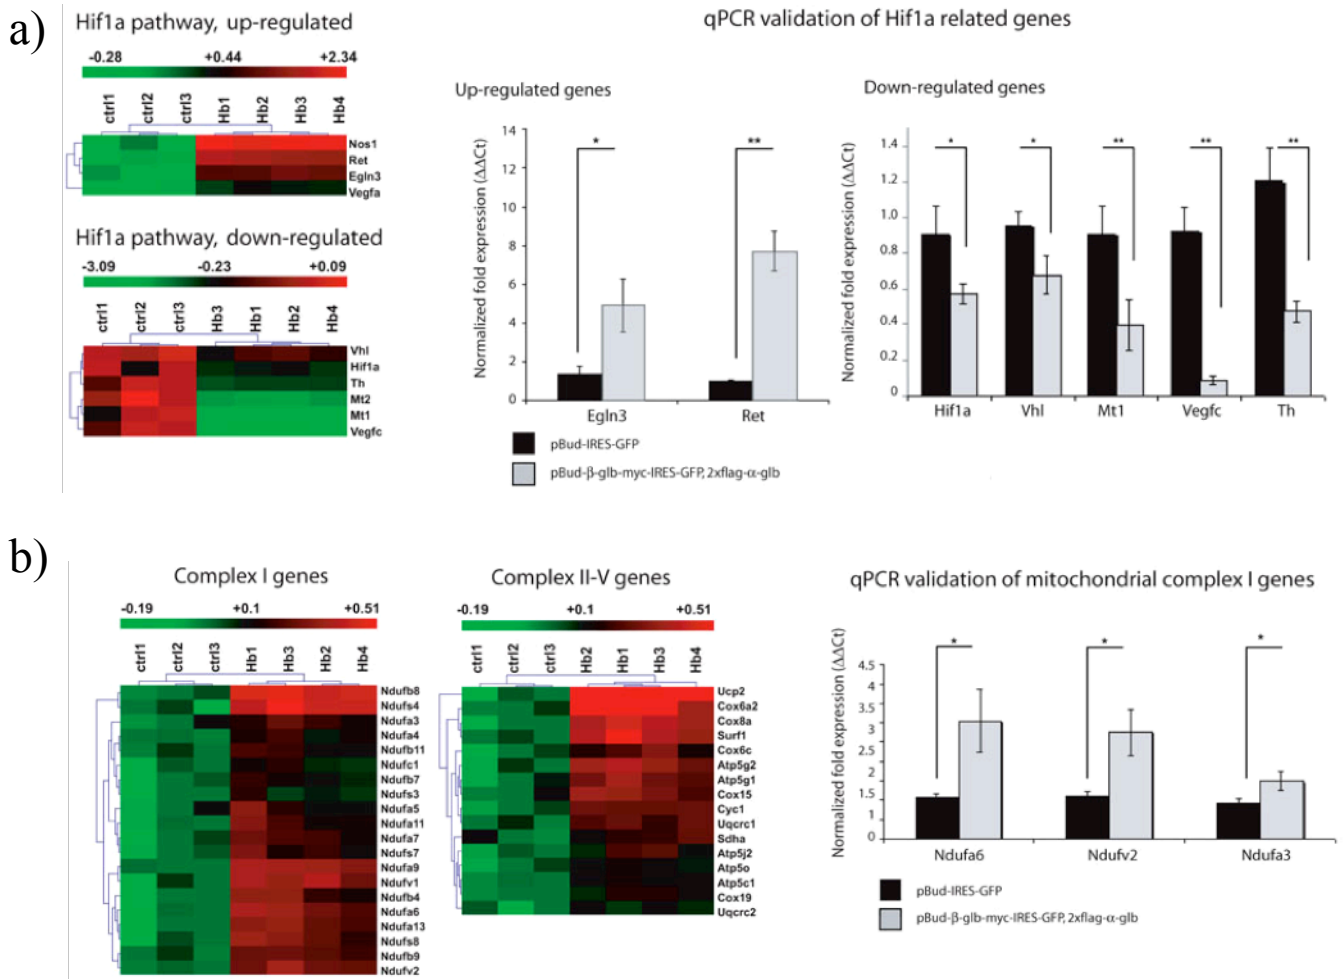 a)
Hif1a pathway, up-regulated
-0.28 +0.44 +2.34
ctrl1 ctrl2 ctrl3 Hb1 Hb2 Hb3 Hb4
Nos1
Ret
Egln3
Vegfa
Hif1a pathway, down-regulated
-3.09 -0.23 +0.09
ctrl1 ctrl2 ctrl3 Hb3 Hb1 Hb2 Hb4
Vhl
Hif1a
Th
Mt2
Mt1
Vegfc
qPCR validation of Hif1a related genes
Up-regulated genes
Normalized fold expression (ΔΔCt)
14
12
10
8
6
4
2
0
* **
Egln3 Ret
pBud-IRES-GFP
pBud-β-glb-myc-IRES-GFP, 2xflag-α-glb
Down-regulated genes
Normalized fold expression (ΔΔCt)
1.4
1.2
1.0
0.8
0.6
0.4
0.2
0
* * ** ** **
Hif1a Vhl Mt1 Vegfc Th
b)
Complex I genes
-0.19 +0.1 +0.51
ctrl1 ctrl2 ctrl3 Hb1 Hb3 Hb2 Hb4
Ndufb8
Ndufs4
Ndufa3
Ndufa4
Ndufb11
Ndufc1
Ndufb7
Ndufs3
Ndufa5
Ndufa11
Ndufa7
Ndufs7
Ndufa9
Ndufv1
Ndufb4
Ndufa6
Ndufa13
Ndufs8
Ndufb9
Ndufv2
Complex II-V genes
-0.19 +0.1 +0.51
ctrl1 ctrl2 ctrl3 Hb2 Hb1 Hb3 Hb4
Ucp2
Cox6a2
Cox8a
Surf1
Cox6c
Atp5g2
Atp5g1
Cox15
Cyc1
Uqcrc1
Sdha
Atp5j2
Atp5o
Atp5c1
Cox19
Uqcrc2
qPCR validation of mitochondrial complex I genes
Normalized fold expression (ΔΔCt)
4.5
4
3.5
3
2.5
2
1.5
1
0
* * *
Ndufa6 Ndufv2 Ndufa3
pBud-IRES-GFP
pBud-β-glb-myc-IRES-GFP, 2xflag-α-glb